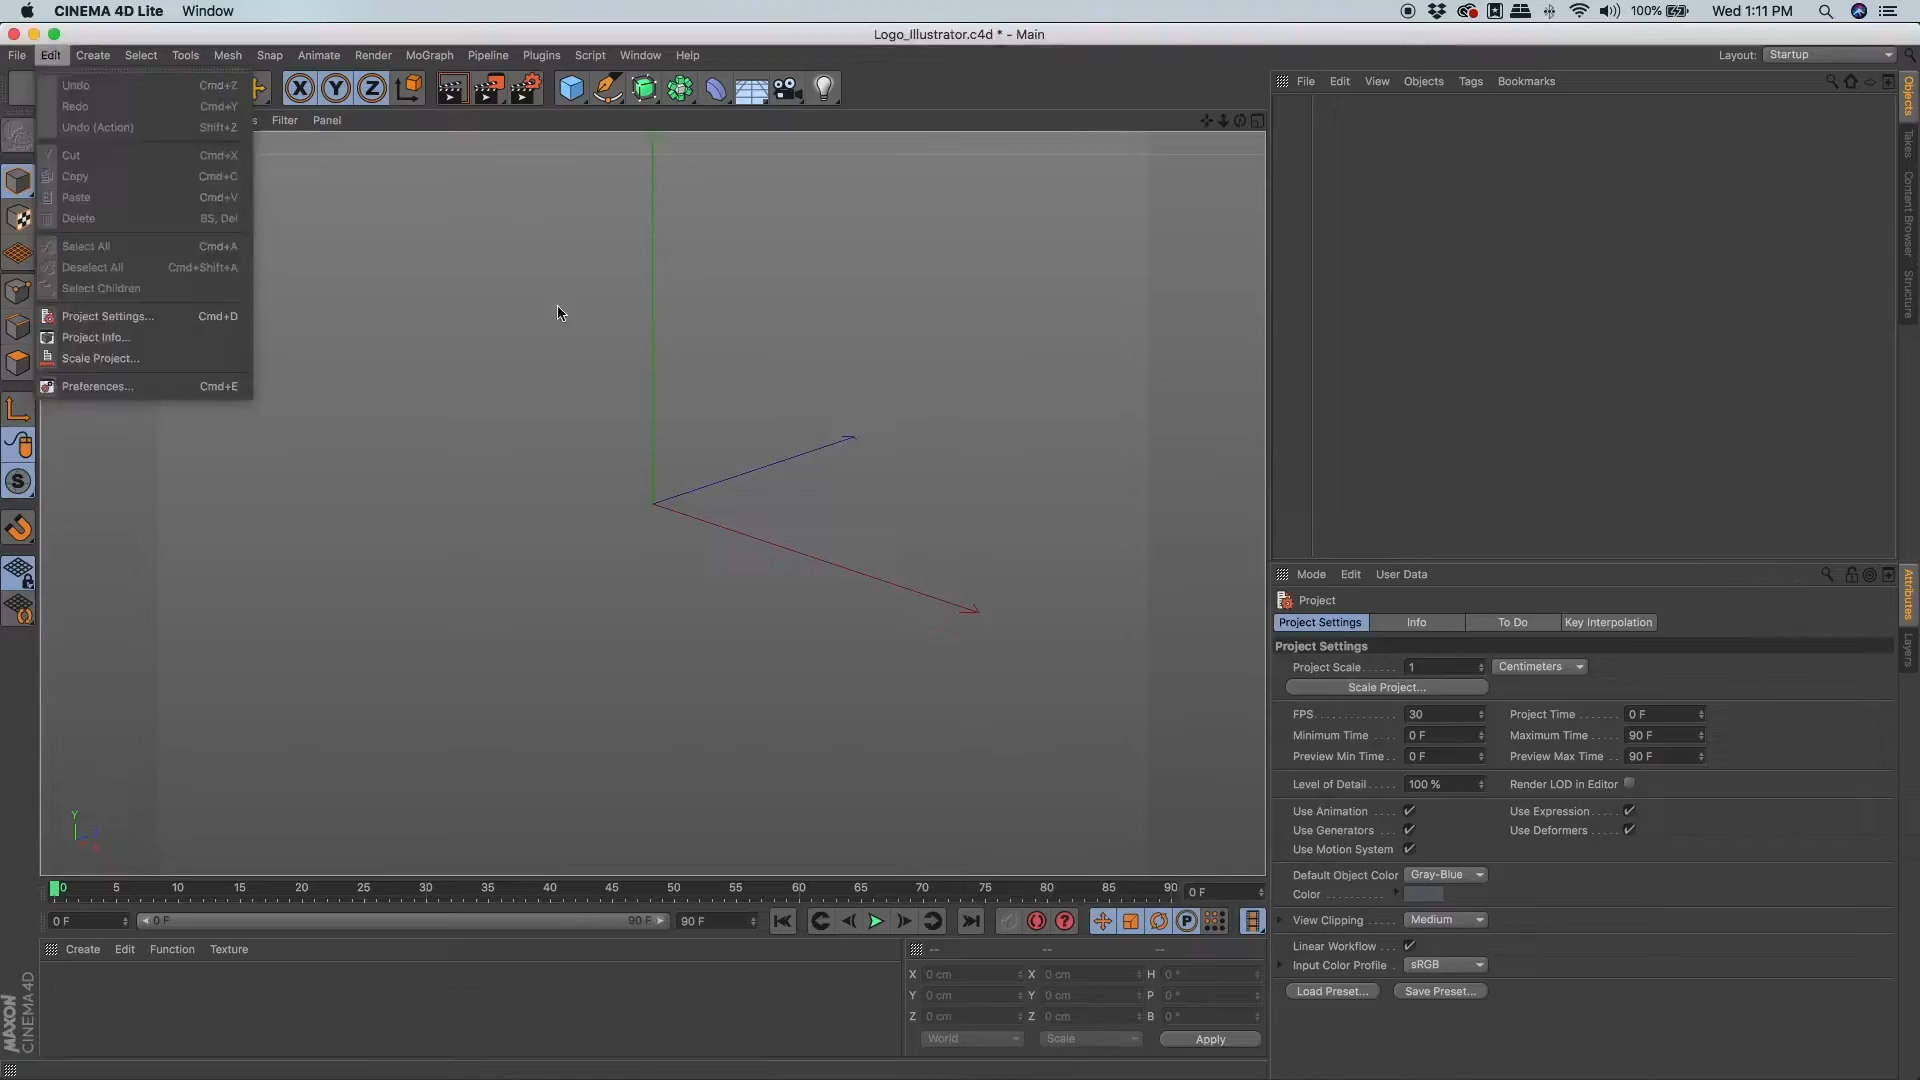 CINEMA 4D Lite Window 100% Wed 1:11 PM
Logo_Illustrator.c4d * - Main
File Edit Create Select Tools Mesh Snap Animate Render MoGraph Pipeline Plugins Script Window Help Layout: Startup
File Edit View Objects Tags Bookmarks
Filter Panel
Undo Cmd+Z
Redo Cmd+Y
Undo (Action) Shift+Z
Cut Cmd+X
Copy Cmd+C
Paste Cmd+V
Delete BS, Del
Select All Cmd+A
Deselect All Cmd+Shift+A
Select Children
Project Settings... Cmd+D
Project Info...
Scale Project...
Preferences... Cmd+E
X Y Z
Objects
Takes
Content Browser
Structure
Mode Edit User Data
Project
Project Settings Info To Do Key Interpolation
Project Settings
Project Scale 1 Centimeters
Scale Project...
FPS 30 Project Time 0 F
Minimum Time 0 F Maximum Time 90 F
Preview Min Time 0 F Preview Max Time 90 F
Level of Detail 100 % Render LOD in Editor
Use Animation Use Expression
Use Generators Use Deformers
Use Motion System
Default Object Color Gray-Blue
Color
View Clipping Medium
Linear Workflow
Input Color Profile sRGB
Load Preset... Save Preset...
Attributes
Layers
Y
0 5 10 15 20 25 30 35 40 45 50 55 60 65 70 75 80 85 90 0 F
0 F 0 F 90 F 90 F
Create Edit Function Texture
X 0 cm X 0 cm H 0 °
Y 0 cm Y 0 cm P 0 °
Z 0 cm Z 0 cm B 0 °
World Scale Apply
MAXON
CINEMA 4D